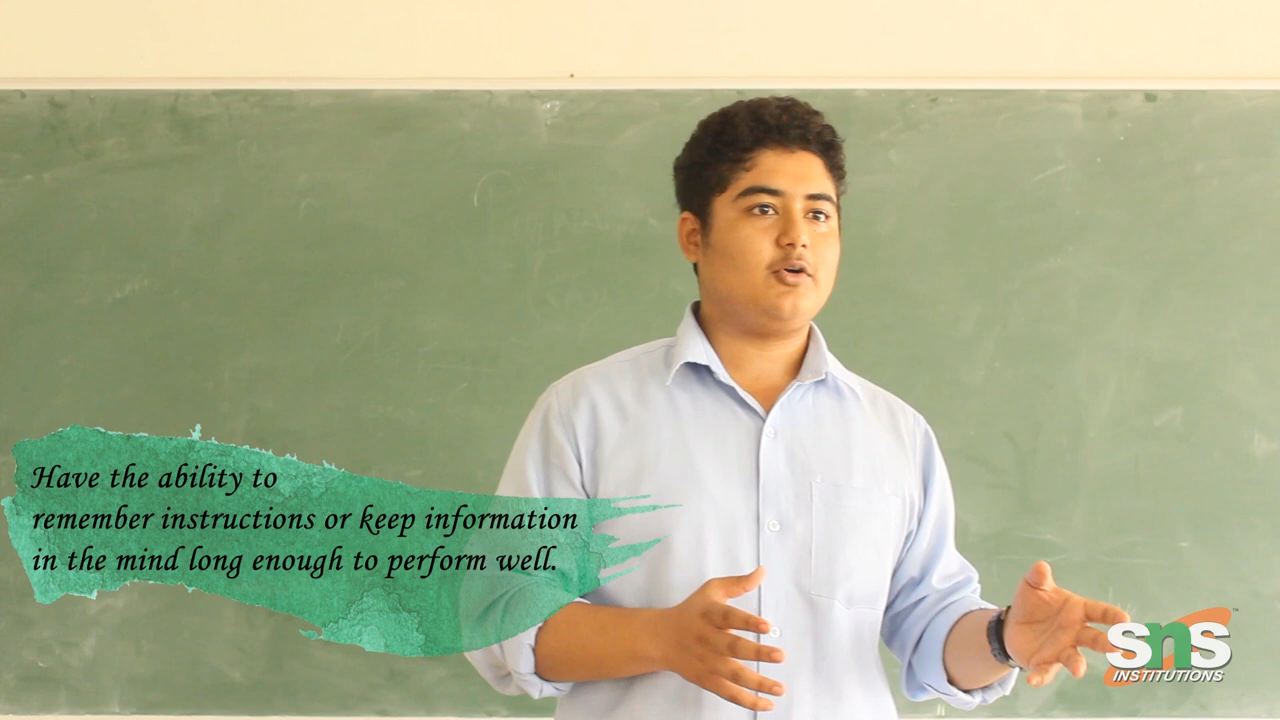 Have the ability to
remember instructions or keep information
in the mind long enough to perform well.
sns
INSTITUTIONS
TM